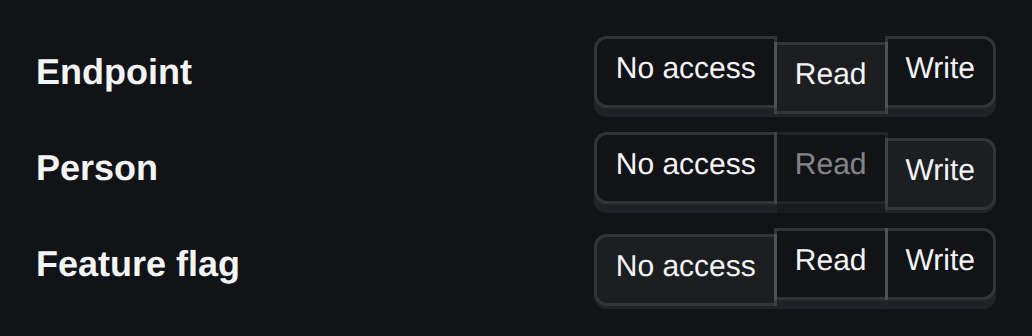 Endpoint No access Read Write
Person No access Read Write
Feature flag No access Read Write